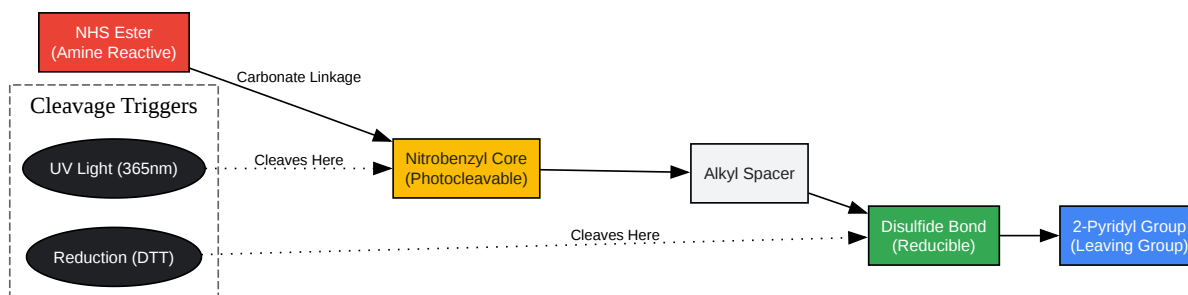 NHS Ester
(Amine Reactive)
Carbonate Linkage
Cleavage Triggers
UV Light (365nm)
Cleaves Here
Nitrobenzyl Core
(Photocleavable)
Alkyl Spacer
Reduction (DTT)
Cleaves Here
Disulfide Bond
(Reducible)
2-Pyridyl Group
(Leaving Group)